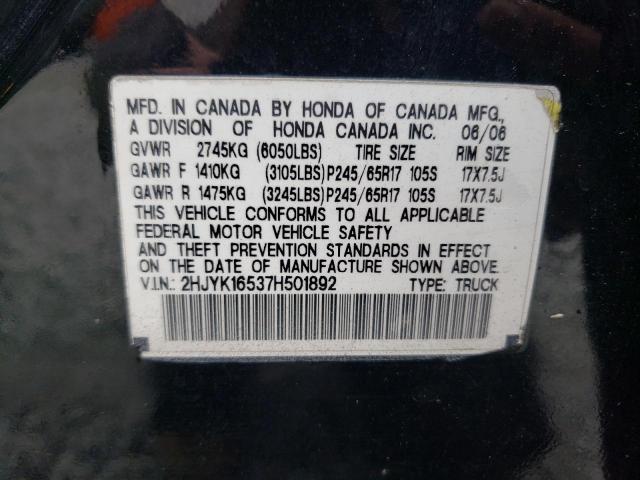 MFD. IN CANADA BY HONDA OF CANADA MFG.,
A DIVISION OF HONDA CANADA INC. 06/06
GVWR 2745KG (6050LBS) TIRE SIZE RIM SIZE
GAWR F 1410KG (3105LBS)P245/65R17 105S 17X7.5J
GAWR R 1475KG (3245LBS)P245/65R17 105S 17X7.5J
THIS VEHICLE CONFORMS TO ALL APPLICABLE
FEDERAL MOTOR VEHICLE SAFETY
AND THEFT PREVENTION STANDARDS IN EFFECT
ON THE DATE OF MANUFACTURE SHOWN ABOVE.
V.I.N.: 2HJYK16537H501892 TYPE: TRUCK